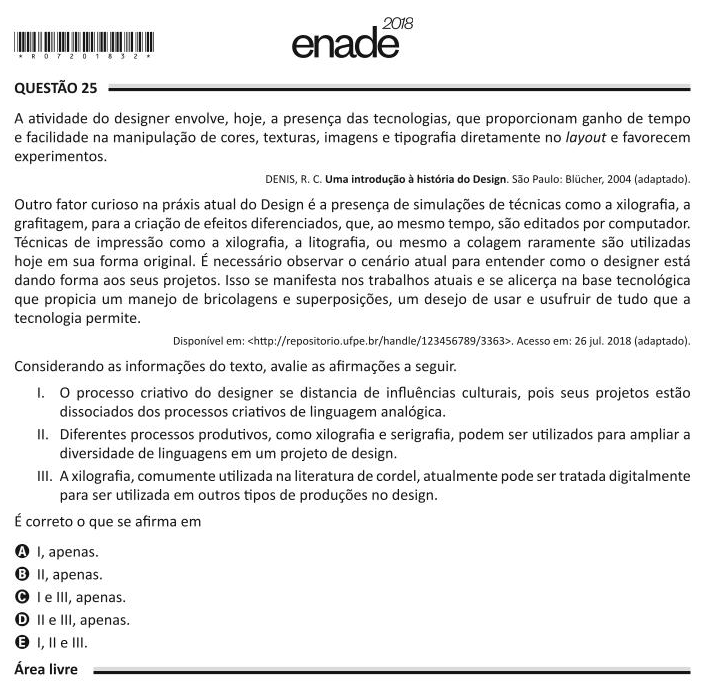 * R 0 7 2 0 1 8 3 2 *
enade 2018
QUESTÃO 25
A atividade do designer envolve, hoje, a presença das tecnologias, que proporcionam ganho de tempo
e facilidade na manipulação de cores, texturas, imagens e tipografia diretamente no layout e favorecem
experimentos.
DENIS, R. C. Uma introdução à história do Design. São Paulo: Blücher, 2004 (adaptado).
Outro fator curioso na práxis atual do Design é a presença de simulações de técnicas como a xilografia, a
grafitagem, para a criação de efeitos diferenciados, que, ao mesmo tempo, são editados por computador.
Técnicas de impressão como a xilografia, a litografia, ou mesmo a colagem raramente são utilizadas
hoje em sua forma original. É necessário observar o cenário atual para entender como o designer está
dando forma aos seus projetos. Isso se manifesta nos trabalhos atuais e se alicerça na base tecnológica
que propicia um manejo de bricolagens e superposições, um desejo de usar e usufruir de tudo que a
tecnologia permite.
Disponível em: <http://repositorio.ufpe.br/handle/123456789/3363>. Acesso em: 26 jul. 2018 (adaptado).
Considerando as informações do texto, avalie as afirmações a seguir.
I. O processo criativo do designer se distancia de influências culturais, pois seus projetos estão
dissociados dos processos criativos de linguagem analógica.
II. Diferentes processos produtivos, como xilografia e serigrafia, podem ser utilizados para ampliar a
diversidade de linguagens em um projeto de design.
III. A xilografia, comumente utilizada na literatura de cordel, atualmente pode ser tratada digitalmente
para ser utilizada em outros tipos de produções no design.
É correto o que se afirma em
A I, apenas.
B II, apenas.
C I e III, apenas.
D II e III, apenas.
E I, II e III.
Área livre